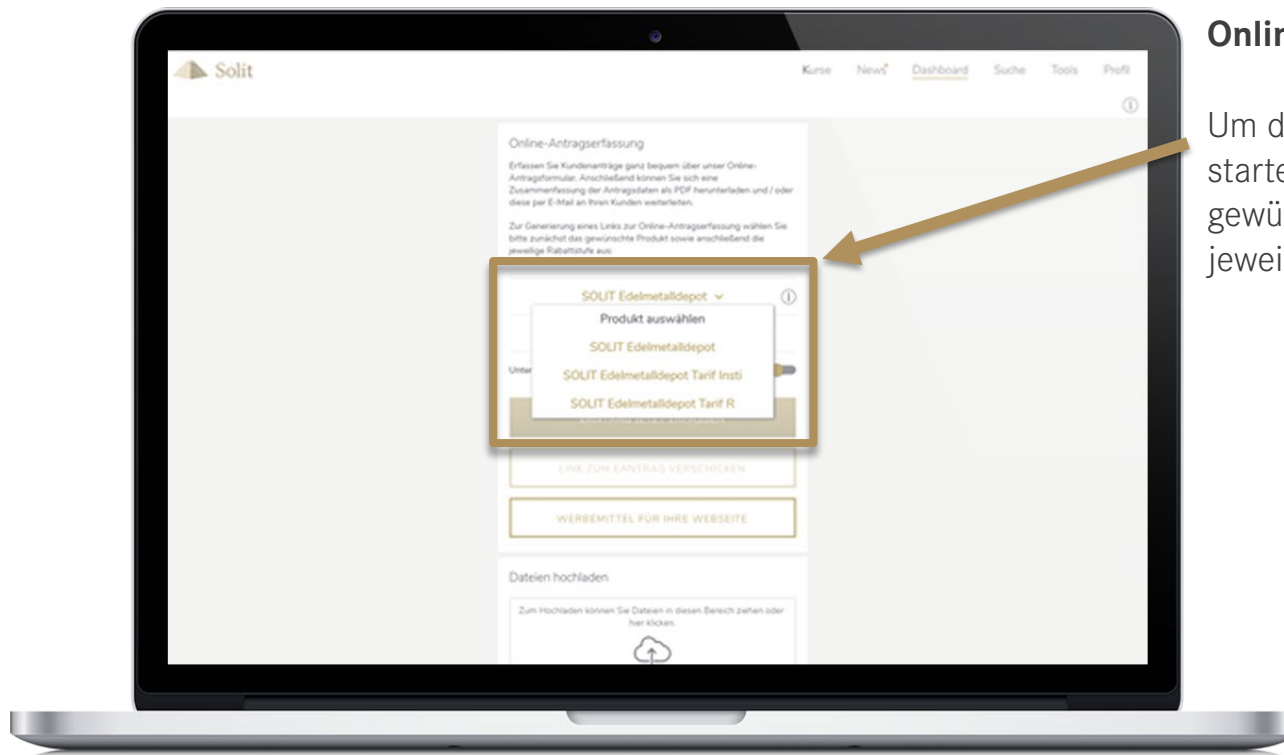 Solit
Kurse News Dashboard Suche Tools Profil
Online-Antragserfassung
Erfassen Sie Kundenanträge ganz bequem über unser Online-
Antragsformular. Anschließend können Sie sich eine
Zusammenfassung der Antragsdaten als PDF herunterladen und / oder
diese per E-Mail an Ihren Kunden weiterleiten.
Zur Generierung eines Links zur Online-Antragserfassung wählen Sie
bitte zunächst das gewünschte Produkt sowie anschließend die
jeweilige Rabattstufe aus:
SOLIT Edelmetalldepot
Produkt auswählen
SOLIT Edelmetalldepot
SOLIT Edelmetalldepot Tarif Insti
SOLIT Edelmetalldepot Tarif R
Unter
LINK ZUM EANTRAG VERSCHICKEN
WERBEMITTEL FÜR IHRE WEBSEITE
Dateien hochladen
Zum Hochladen können Sie Dateien in diesen Bereich ziehen oder
hier klicken.
Onlin
Um d
starte
gewü
jewei